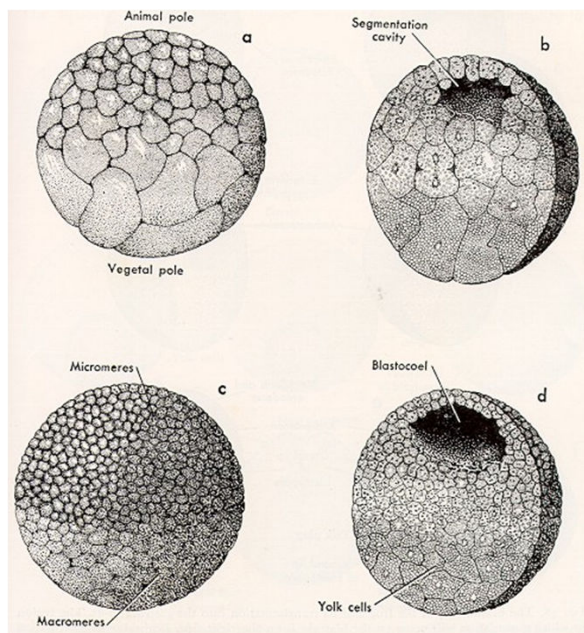 Animal pole
a
Segmentation
cavity
b
Vegetal pole
Micromeres
c
Blastocoel
d
Macromeres
Yolk cells